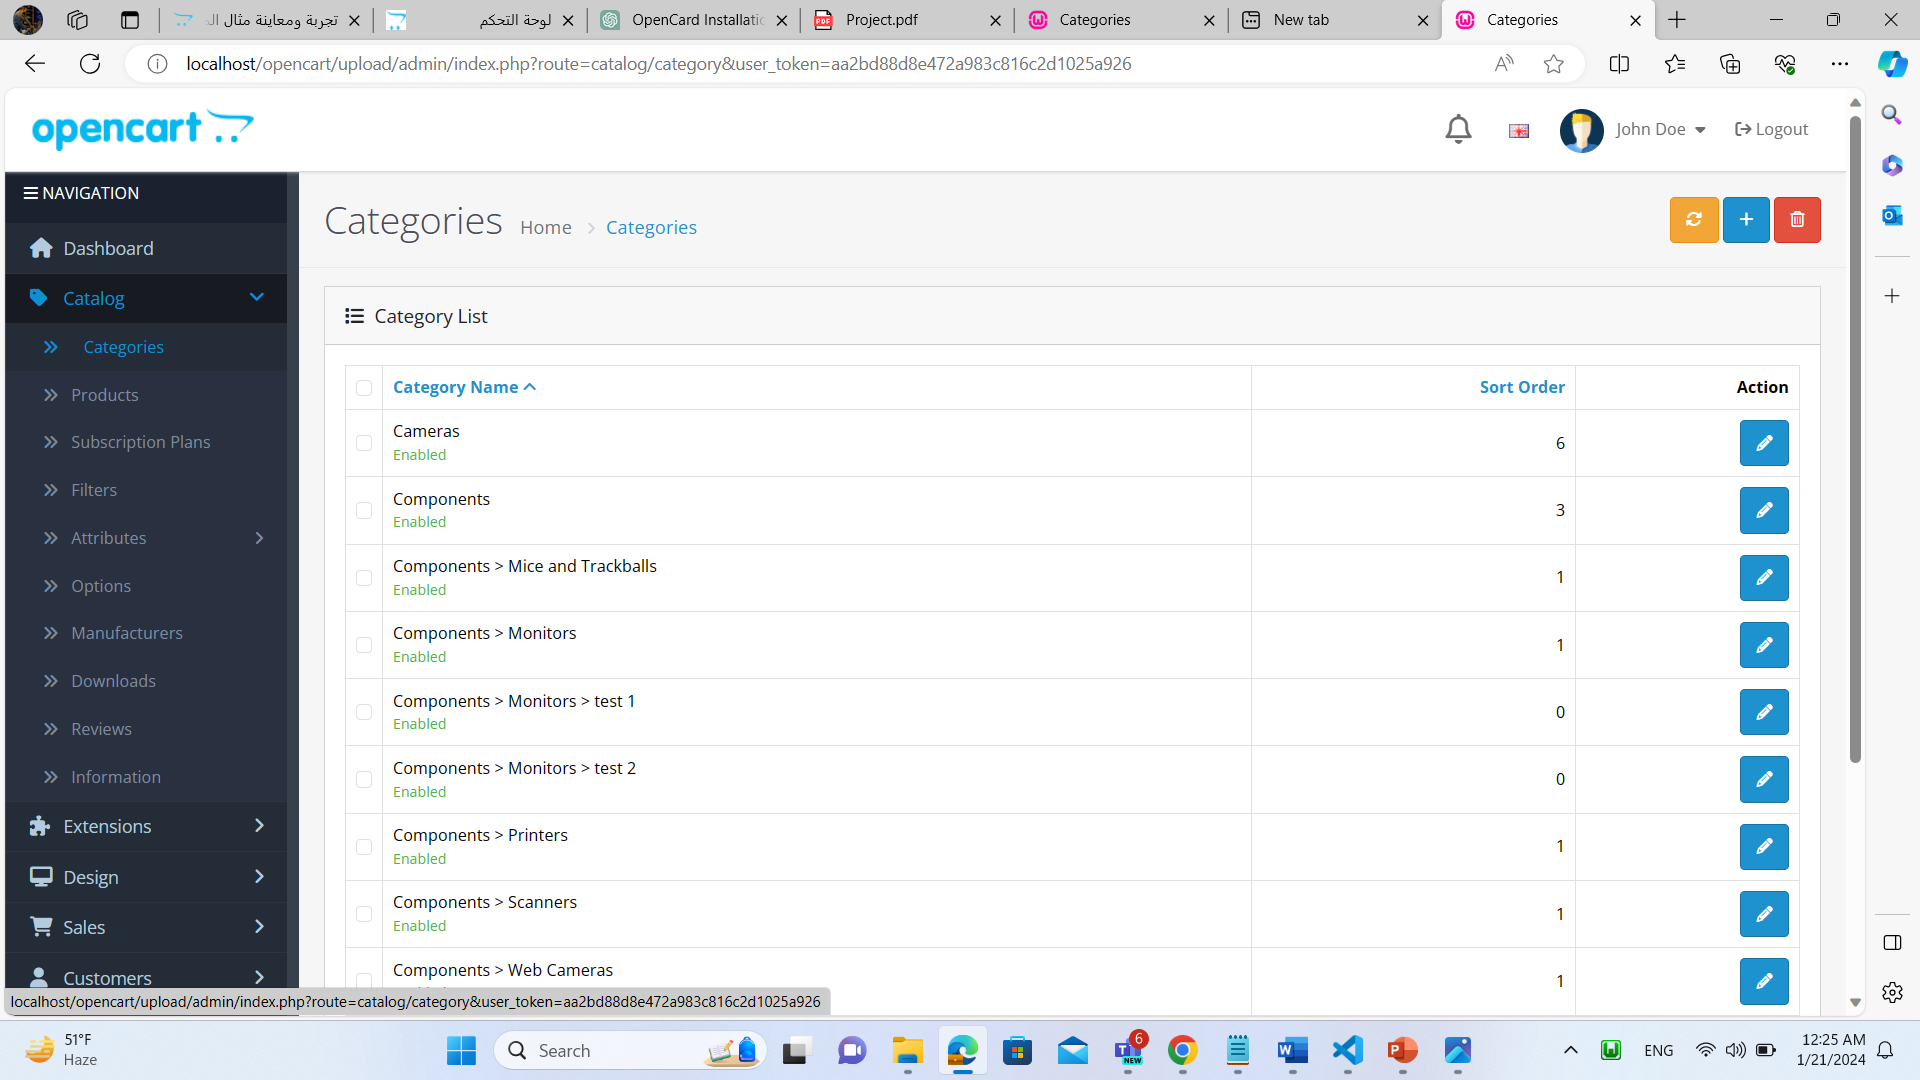 تجربة ومعاينة مثال
لوحة التحكم
OpenCard Installatic
Project.pdf
Categories
New tab
Categories
localhost/opencart/upload/admin/index.php?route=catalog/category&user_token=aa2bd88d8e472a983c816c2d1025a926
opencart
John Doe
Logout
NAVIGATION
Dashboard
Catalog
Categories
Products
Subscription Plans
Filters
Attributes
Options
Manufacturers
Downloads
Reviews
Information
Extensions
Design
Sales
Customers
Categories Home > Categories
Category List
Category Name Sort Order Action
Cameras 6
Enabled
Components 3
Enabled
Components > Mice and Trackballs 1
Enabled
Components > Monitors 1
Enabled
Components > Monitors > test 1 0
Enabled
Components > Monitors > test 2 0
Enabled
Components > Printers 1
Enabled
Components > Scanners 1
Enabled
Components > Web Cameras 1
localhost/opencart/upload/admin/index.php?route=catalog/category&user_token=aa2bd88d8e472a983c816c2d1025a926
51°F
Haze
Search
6
NEW
ENG
12:25 AM
1/21/2024